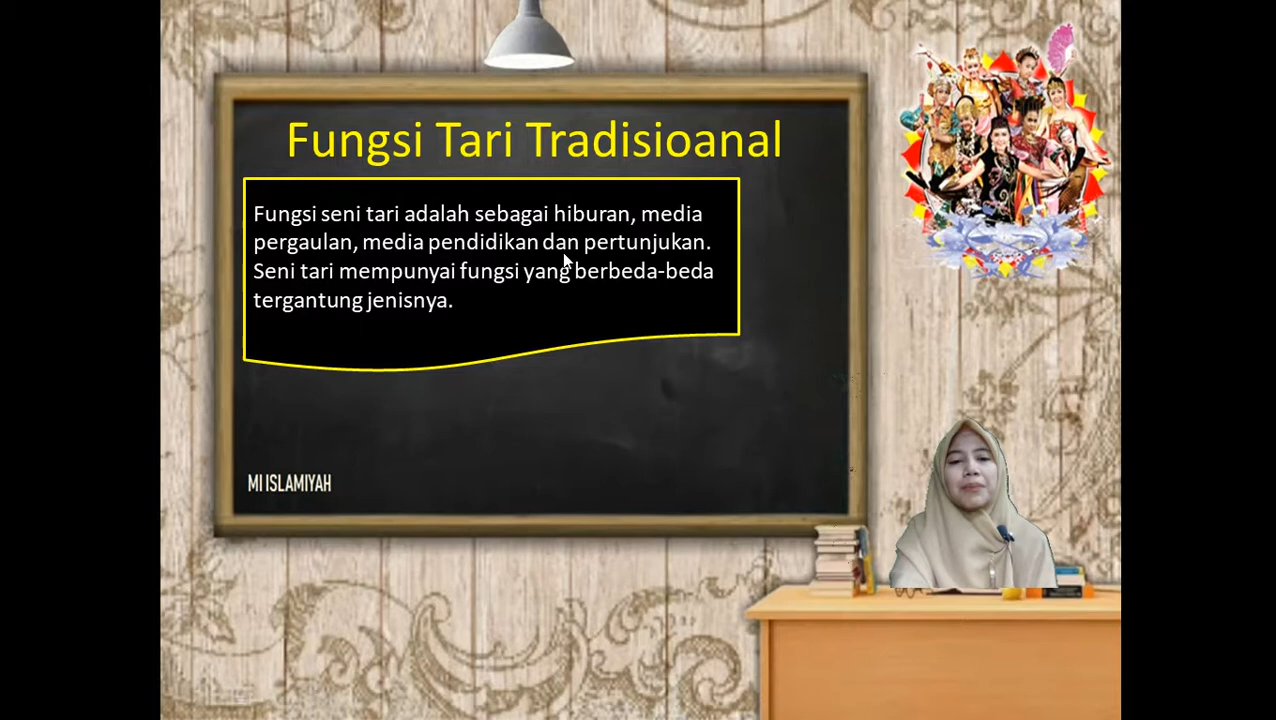 Fungsi Tari Tradisioanal
Fungsi seni tari adalah sebagai hiburan, media
pergaulan, media pendidikan dan pertunjukan.
Seni tari mempunyai fungsi yang berbeda-beda
tergantung jenisnya.
MI ISLAMIYAH